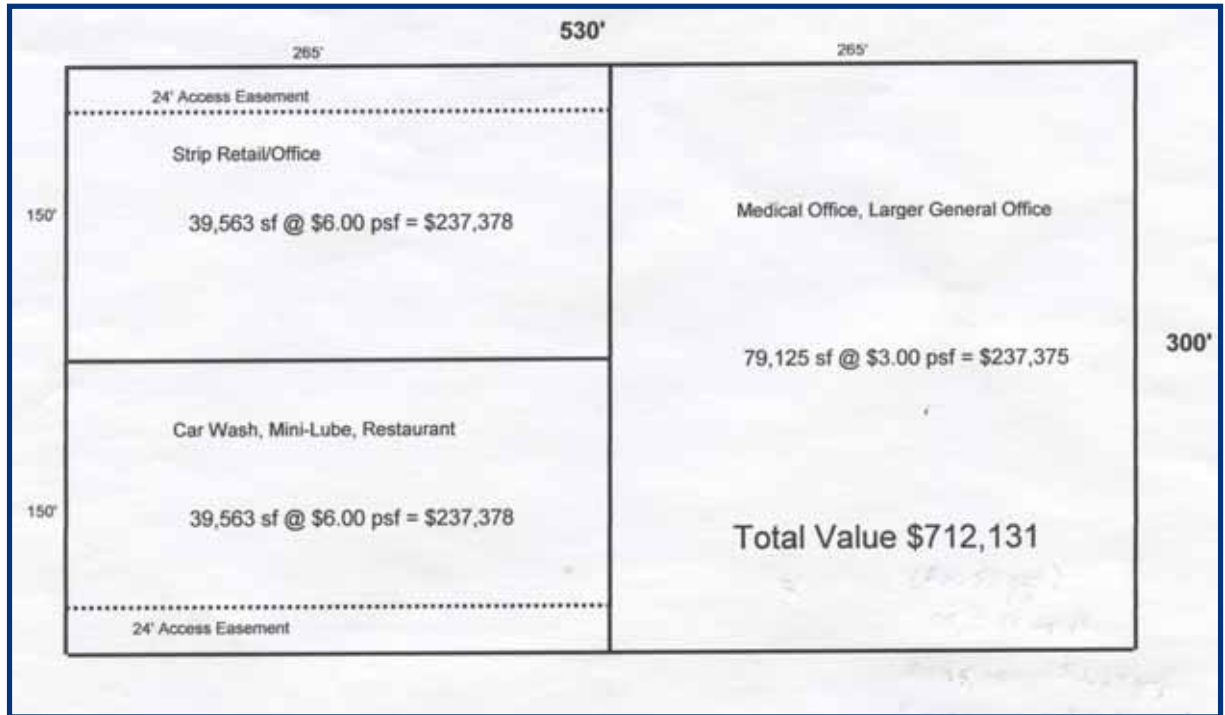 530'
265'
265'
24' Access Easement
Strip Retail/Office
150'
39,563 sf @ $6.00 psf = $237,378
Medical Office, Larger General Office
300'
79,125 sf @ $3.00 psf = $237,375
Car Wash, Mini-Lube, Restaurant
150'
39,563 sf @ $6.00 psf = $237,378
Total Value $712,131
24' Access Easement